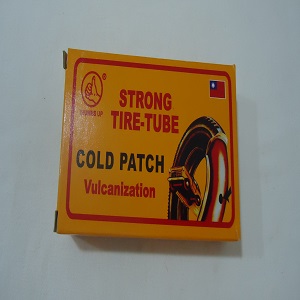 ®
STRONG
TIRE-TUBE
COLD PATCH
Vulcanization